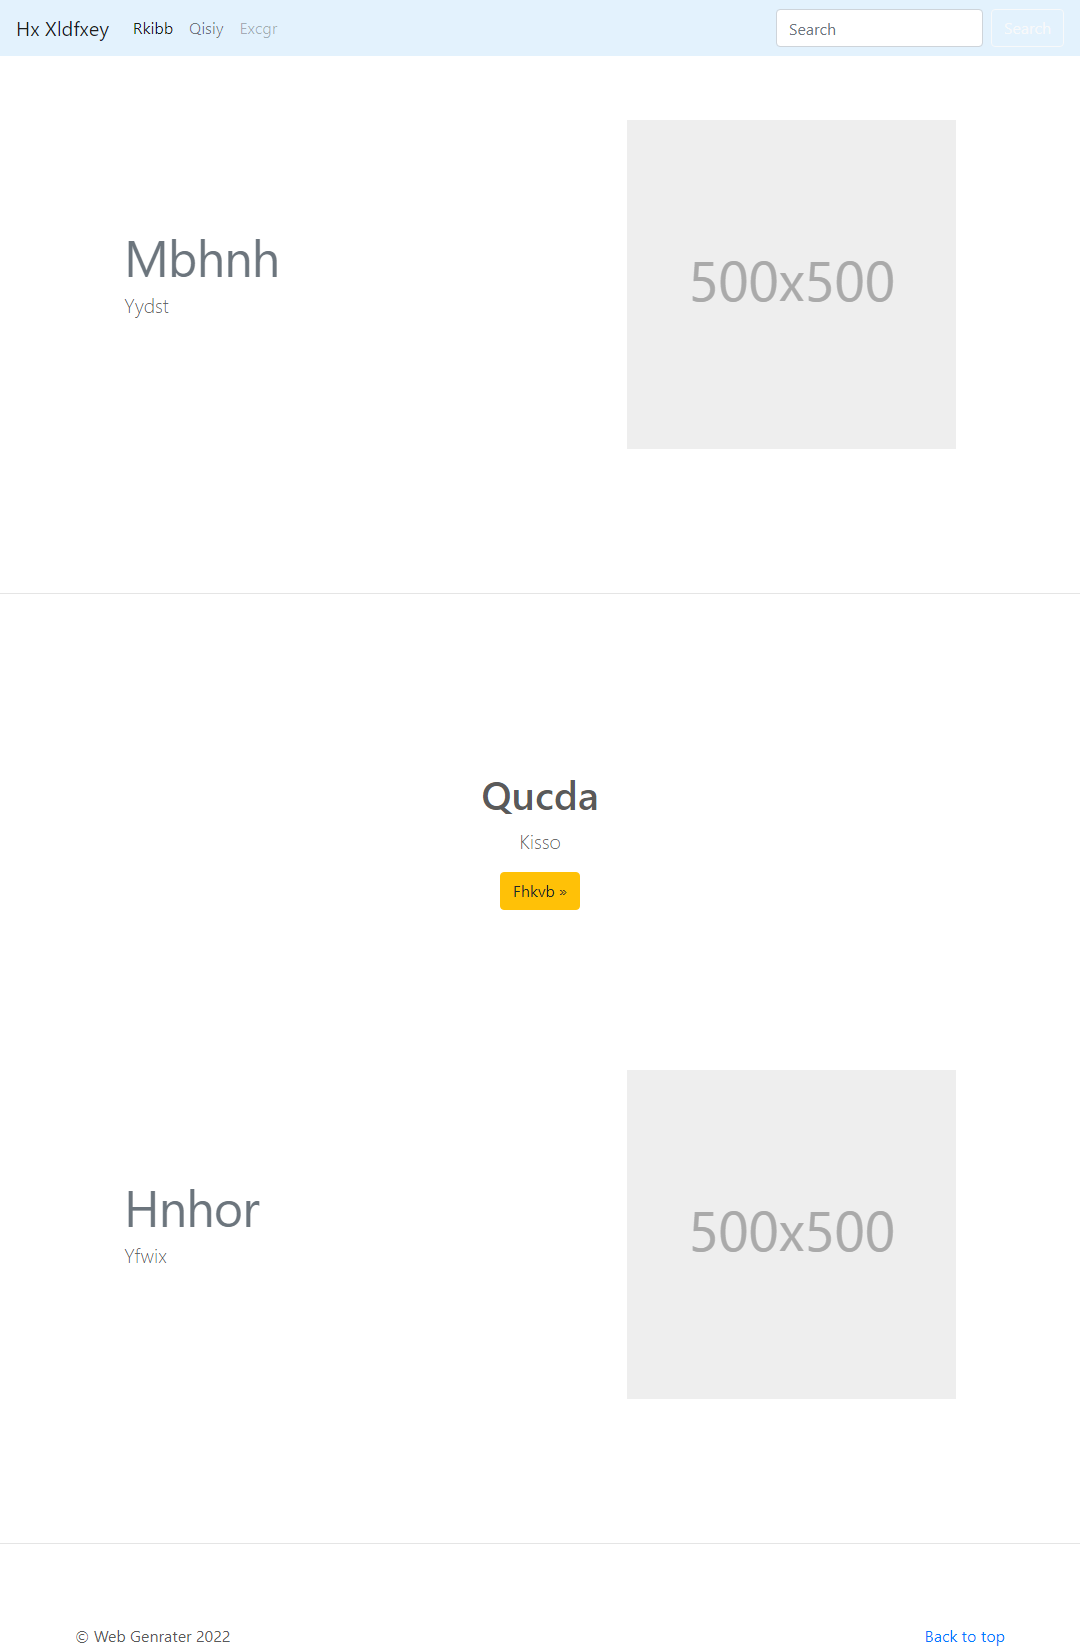 Hx Xldfxey Rkibb Qisiy Excgr Search Search
Mbhnh
Yydst
500x500
Qucda
Kisso
Fhkvb »
Hnhor
Yfwix
500x500
© Web Genrater 2022 Back to top